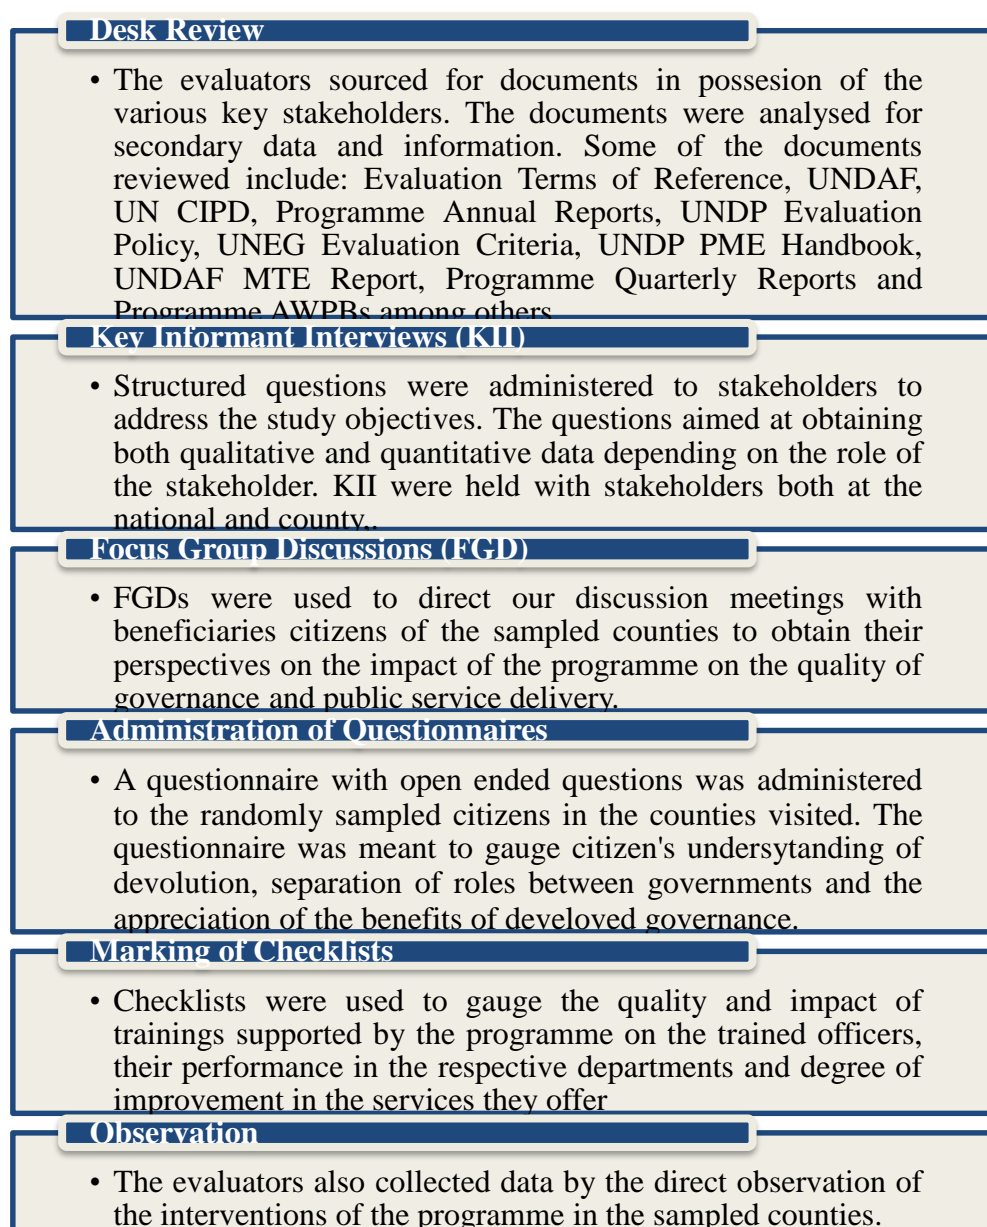 Desk Review
• The evaluators sourced for documents in possesion of the
various key stakeholders. The documents were analysed for
secondary data and information. Some of the documents
reviewed include: Evaluation Terms of Reference, UNDAF,
UN CIPD, Programme Annual Reports, UNDP Evaluation
Policy, UNEG Evaluation Criteria, UNDP PME Handbook,
UNDAF MTE Report, Programme Quarterly Reports and
Programme AWPBs among others
Key Informant Interviews (KII)
• Structured questions were administered to stakeholders to
address the study objectives. The questions aimed at obtaining
both qualitative and quantitative data depending on the role of
the stakeholder. KII were held with stakeholders both at the
national and county,.
Focus Group Discussions (FGD)
• FGDs were used to direct our discussion meetings with
beneficiaries citizens of the sampled counties to obtain their
perspectives on the impact of the programme on the quality of
governance and public service delivery.
Administration of Questionnaires
• A questionnaire with open ended questions was administered
to the randomly sampled citizens in the counties visited. The
questionnaire was meant to gauge citizen's undersytanding of
devolution, separation of roles between governments and the
appreciation of the benefits of develoved governance.
Marking of Checklists
• Checklists were used to gauge the quality and impact of
trainings supported by the programme on the trained officers,
their performance in the respective departments and degree of
improvement in the services they offer
Observation
• The evaluators also collected data by the direct observation of
the interventions of the programme in the sampled counties.